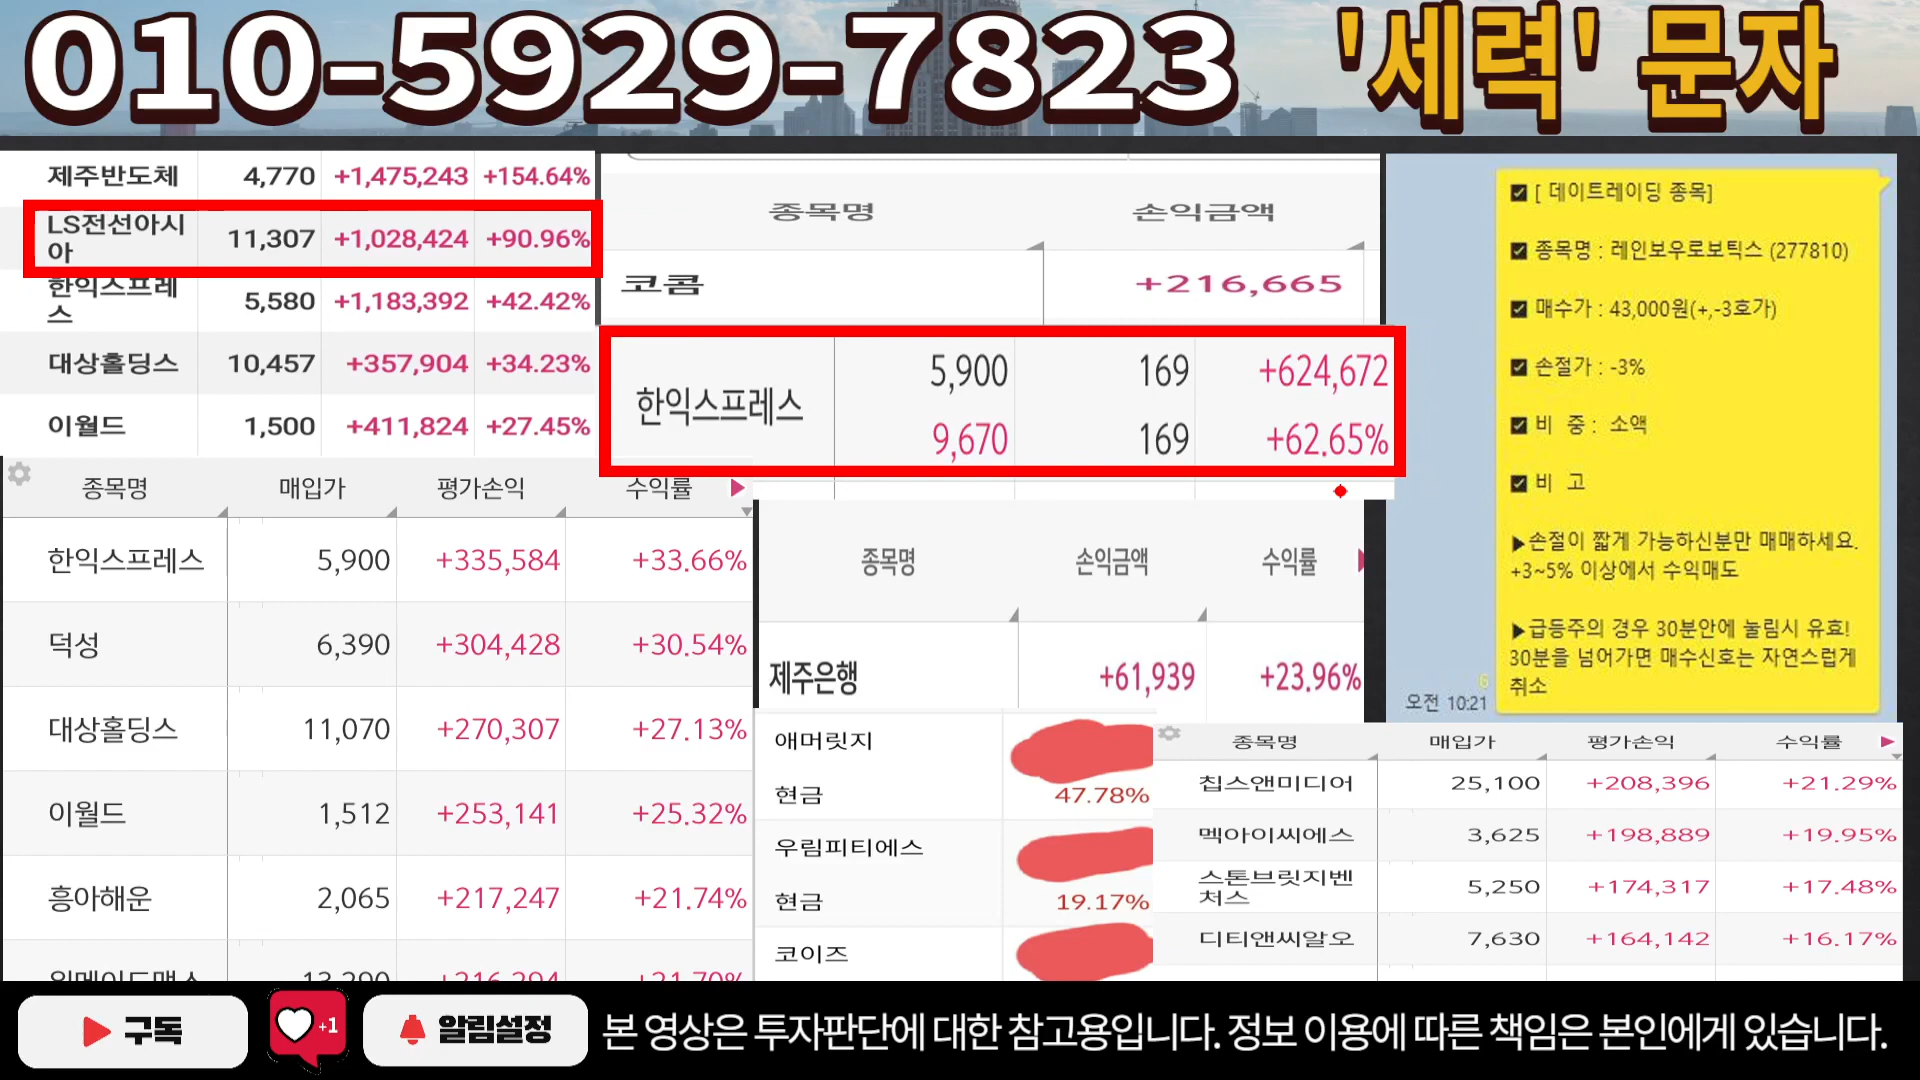 010-5929-7823 '세력' 문자
제주반도체 4,770 +1,475,243 +154.64%
LS전선아시
아 11,307 +1,028,424 +90.96%
한익스프레
스 5,580 +1,183,392 +42.42%
대상홀딩스 10,457 +357,904 +34.23%
이월드 1,500 +411,824 +27.45%
종목명 손익금액
코콤 +216,665
한익스프레스 5,900 169 +624,672
9,670 169 +62.65%
[ 데이트레이딩 종목]
종목명 : 레인보우로보틱스 (277810)
매수가 : 43,000원(+,-3호가)
손절가 : -3%
비 중 : 소액
비 고
▶손절이 짧게 가능하신분만 매매하세요.
+3~5% 이상에서 수익매도
▶급등주의 경우 30분안에 눌림시 유효!
30분을 넘어가면 매수신호는 자연스럽게
취소
6
오전 10:21
종목명 매입가 평가손익 수익률
한익스프레스 5,900 +335,584 +33.66%
덕성 6,390 +304,428 +30.54%
대상홀딩스 11,070 +270,307 +27.13%
이월드 1,512 +253,141 +25.32%
흥아해운 2,065 +217,247 +21.74%
종목명 손익금액 수익률
제주은행 +61,939 +23.96%
애머릿지
현금 47.78%
우림피티에스
현금 19.17%
코이즈
종목명 매입가 평가손익 수익률
칩스앤미디어 25,100 +208,396 +21.29%
멕아이씨에스 3,625 +198,889 +19.95%
스톤브릿지벤
처스 5,250 +174,317 +17.48%
디티앤씨알오 7,630 +164,142 +16.17%
구독 +1 알림설정 본 영상은 투자판단에 대한 참고용입니다. 정보 이용에 따른 책임은 본인에게 있습니다.